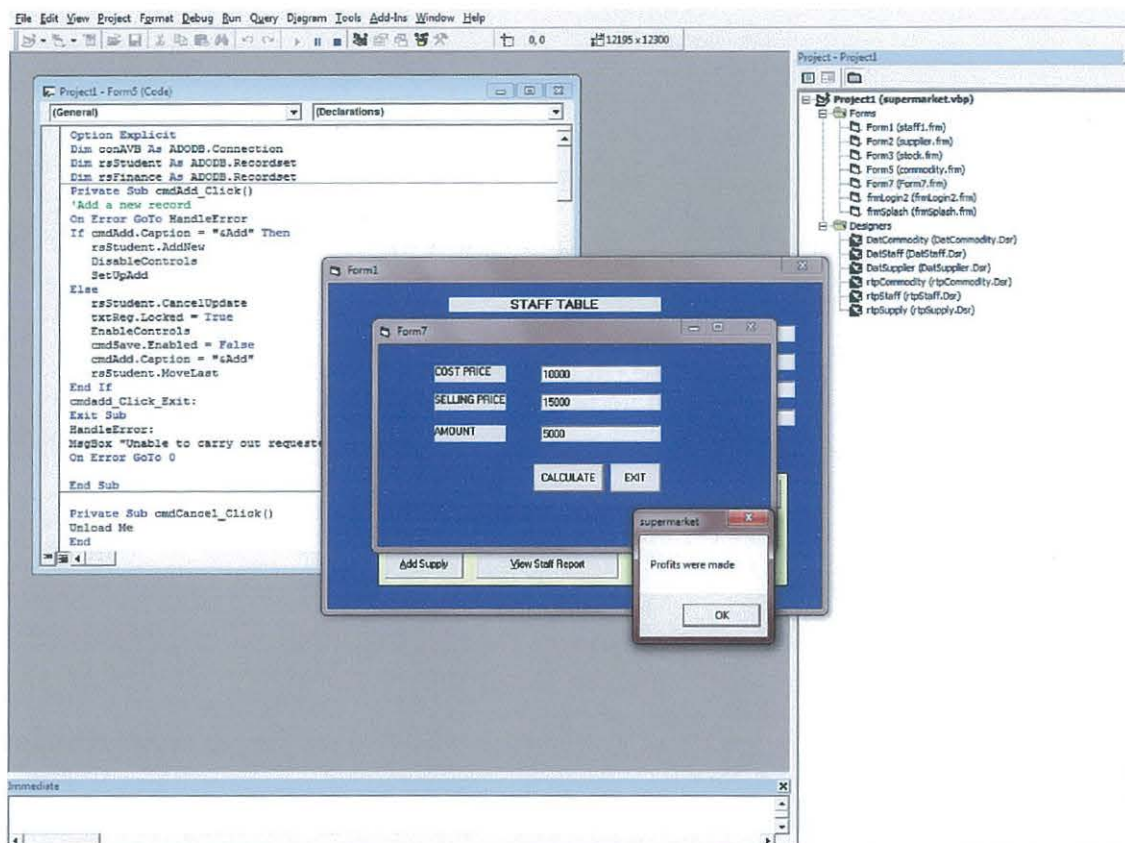 File Edit View Project Format Debug Run Query Diagram Tools Add-Ins Window Help
0, 0 12195 x 12300
Project - Project1
Project1 (supermarket.vbp)
Forms
Form1 (staff1.frm)
Form2 (supplier.frm)
Form3 (stock.frm)
Form5 (commodity.frm)
Form7 (Form7.frm)
frmLogin2 (frmLogin2.frm)
frmSplash (frmSplash.frm)
Designers
DatCommodity (DatCommodity.Dsr)
DatStaff (DatStaff.Dsr)
DatSupplier (DatSupplier.Dsr)
rtpCommodity (rtpCommodity.Dsr)
rtpStaff (rtpStaff.Dsr)
rtpSupply (rtpSupply.Dsr)
Project1 - Form5 (Code)
(General) (Declarations)
Option Explicit
Dim conAVB As ADODB.Connection
Dim rsStudent As ADODB.Recordset
Dim rsFinance As ADODB.Recordset
Private Sub cmdAdd_Click()
'Add a new record
On Error GoTo HandleError
If cmdAdd.Caption = "&Add" Then
rsStudent.AddNew
DisableControls
SetUpAdd
Else
rsStudent.CancelUpdate
txtReg.Locked = True
EnableControls
cmdSave.Enabled = False
cmdAdd.Caption = "&Add"
rsStudent.MoveLast
End If
cmdadd_Click_Exit:
Exit Sub
HandleError:
MsgBox "Unable to carry out requeste
On Error GoTo 0
End Sub
Private Sub cmdCancel_Click()
Unload Me
End
Form1
STAFF TABLE
Form7
COST PRICE 10000
SELLING PRICE 15000
AMOUNT 5000
CALCULATE EXIT
Add Supply View Staff Report
supermarket
Profits were made
OK
Immediate